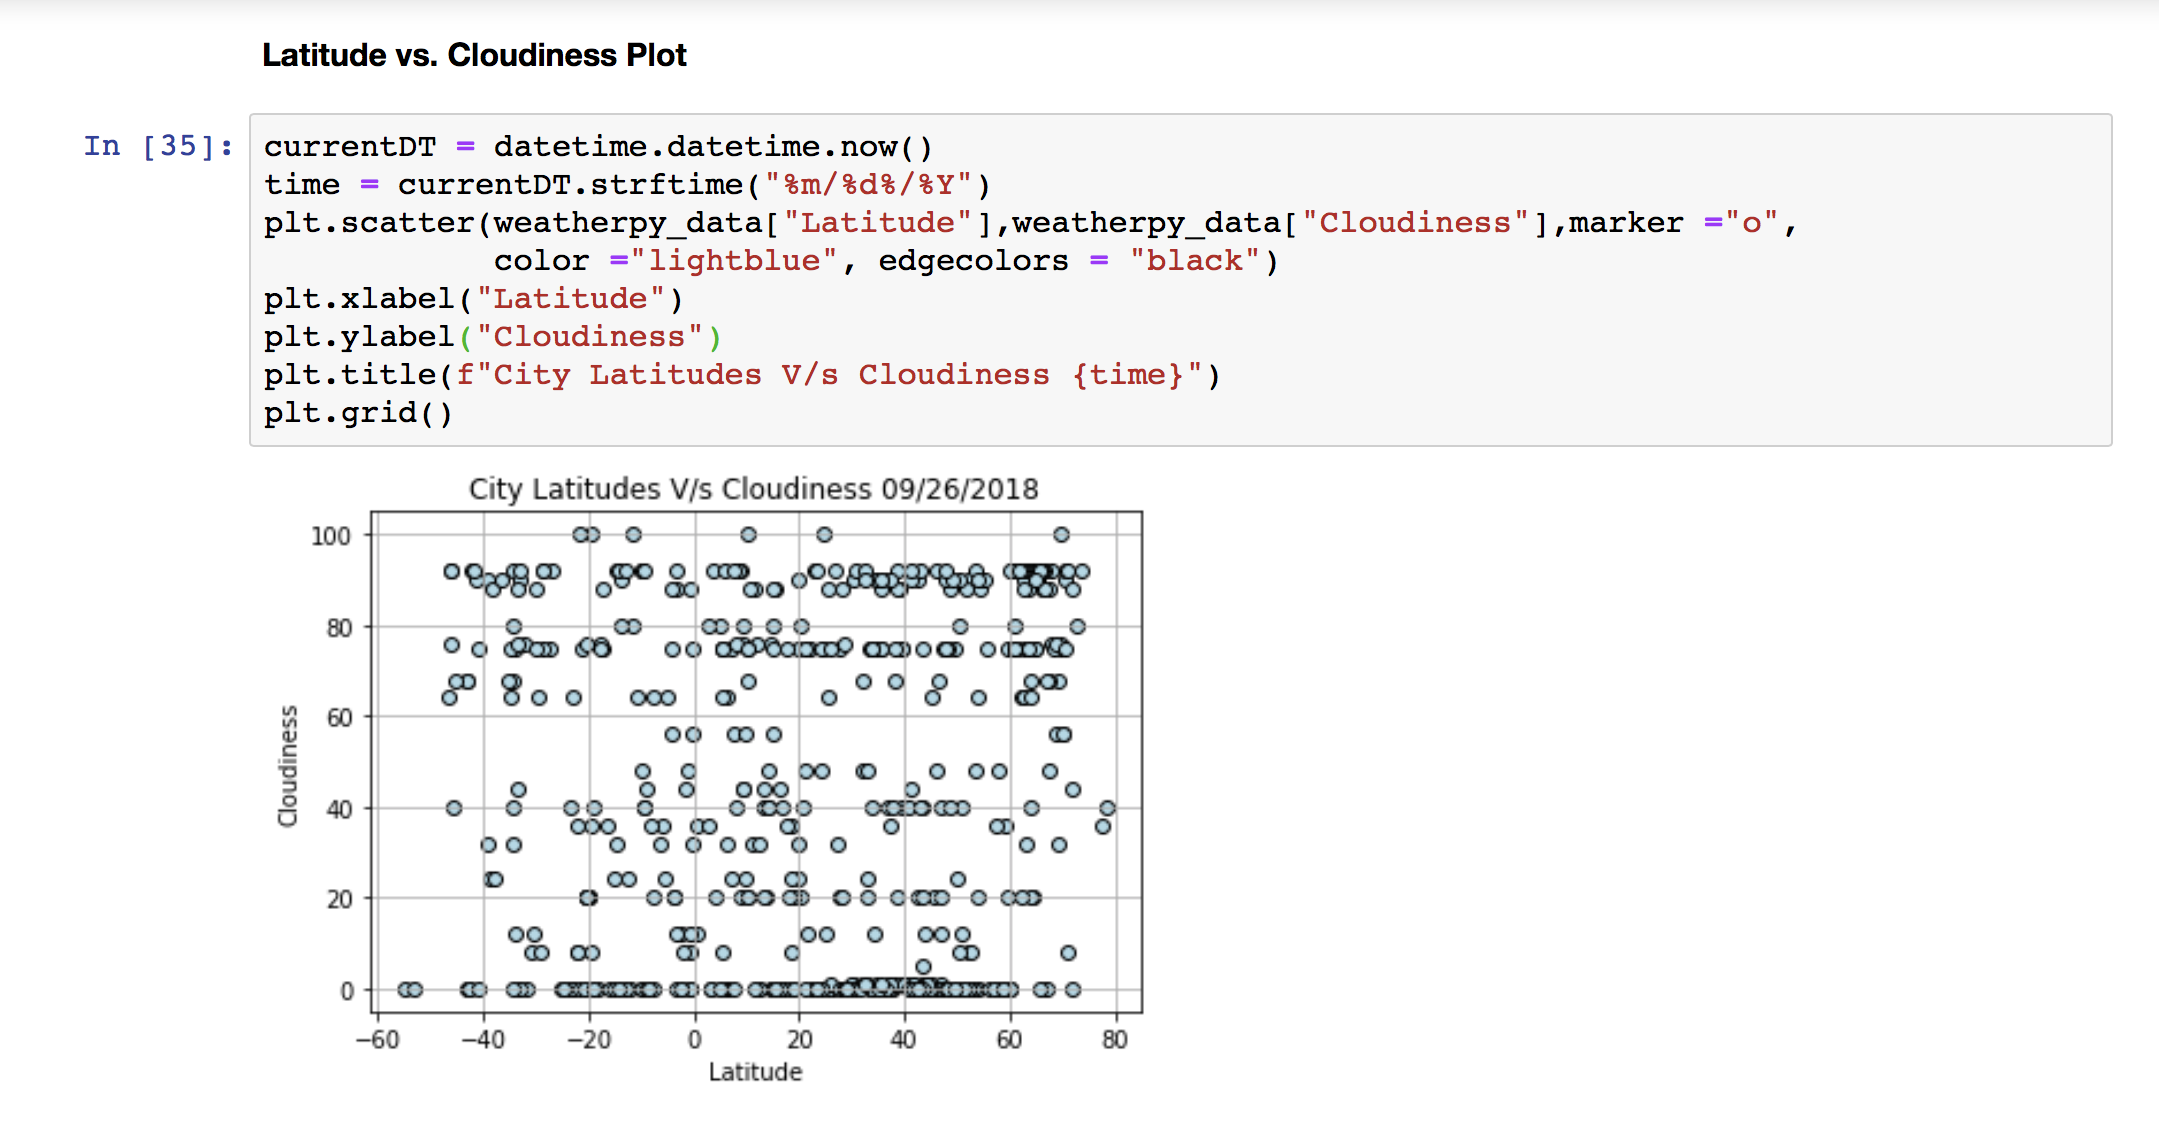 Latitude vs. Cloudiness Plot
In [35]:
currentDT = datetime.datetime.now()
time = currentDT.strftime("%m/%d%/%Y")
plt.scatter(weatherpy_data["Latitude"],weatherpy_data["Cloudiness"],marker ="o",
            color ="lightblue", edgecolors = "black")
plt.xlabel("Latitude")
plt.ylabel("Cloudiness")
plt.title(f"City Latitudes V/s Cloudiness {time}")
plt.grid()
City Latitudes V/s Cloudiness 09/26/2018
100
80
60
40
20
0
Cloudiness
−60 −40 −20 0 20 40 60 80
Latitude